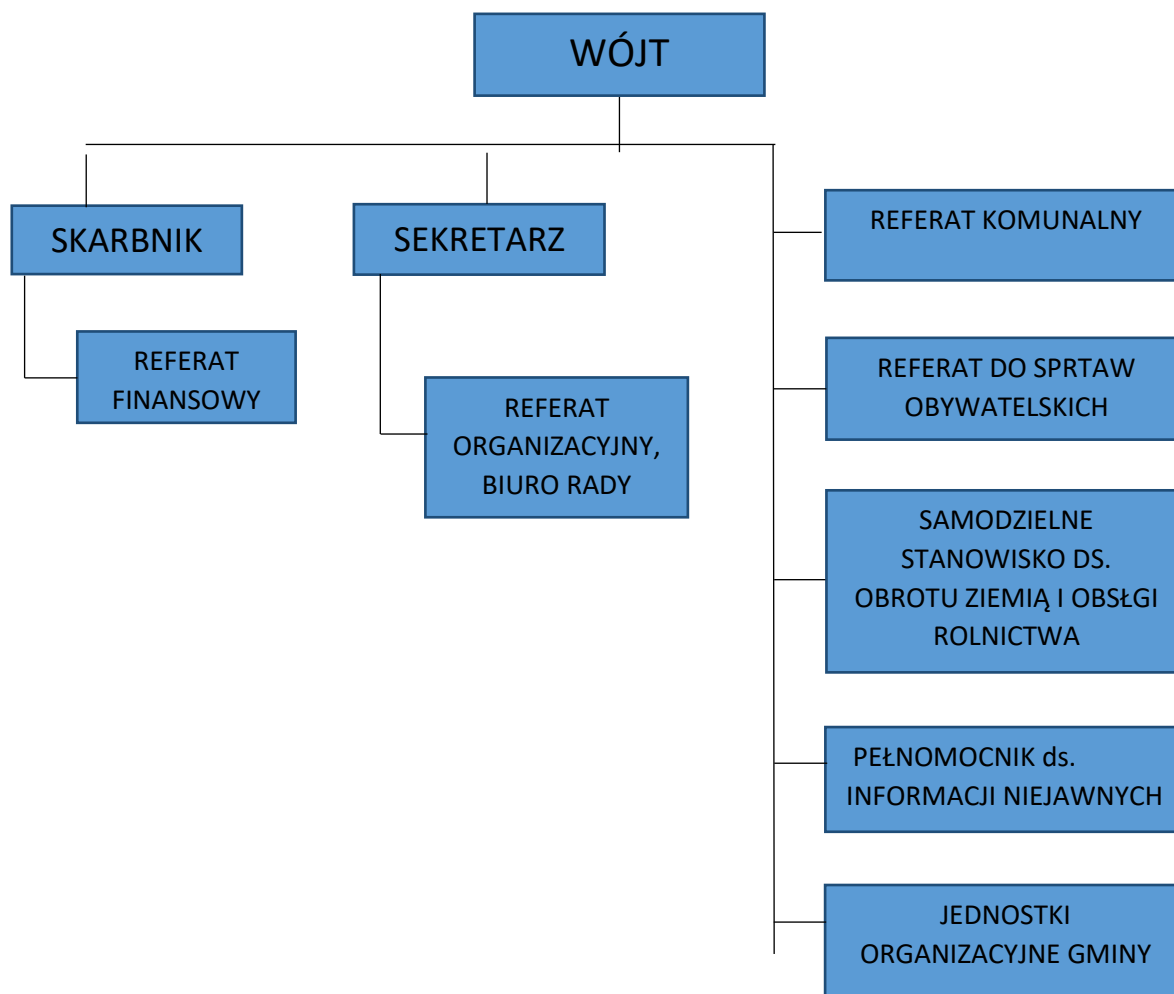 WÓJT
SKARBNIK
SEKRETARZ
REFERAT
FINANSOWY
REFERAT
ORGANIZACYJNY,
BIURO RADY
REFERAT KOMUNALNY
REFERAT DO SPRTAW
OBYWATELSKICH
SAMODZIELNE
STANOWISKO DS.
OBROTU ZIEMIĄ I OBSŁGI
ROLNICTWA
PEŁNOMOCNIK ds.
INFORMACJI NIEJAWNYCH
JEDNOSTKI
ORGANIZACYJNE GMINY